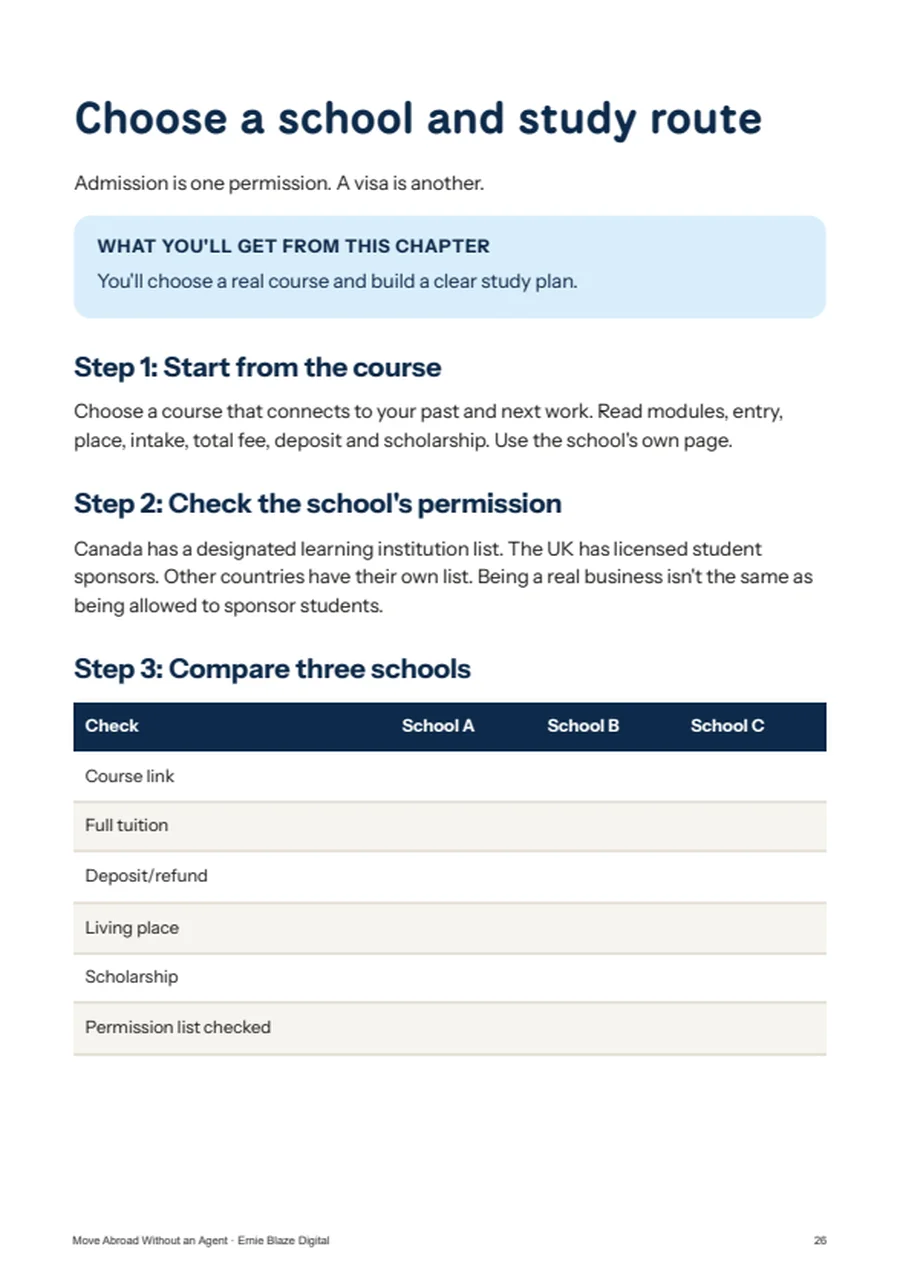 Choose a school and study route
Admission is one permission. A visa is another.
WHAT YOU'LL GET FROM THIS CHAPTER
You'll choose a real course and build a clear study plan.
Step 1: Start from the course
Choose a course that connects to your past and next work. Read modules, entry,
place, intake, total fee, deposit and scholarship. Use the school's own page.
Step 2: Check the school's permission
Canada has a designated learning institution list. The UK has licensed student
sponsors. Other countries have their own list. Being a real business isn't the same as
being allowed to sponsor students.
Step 3: Compare three schools
Check School A School B School C
Course link
Full tuition
Deposit/refund
Living place
Scholarship
Permission list checked
Move Abroad Without an Agent · Ernie Blaze Digital 26